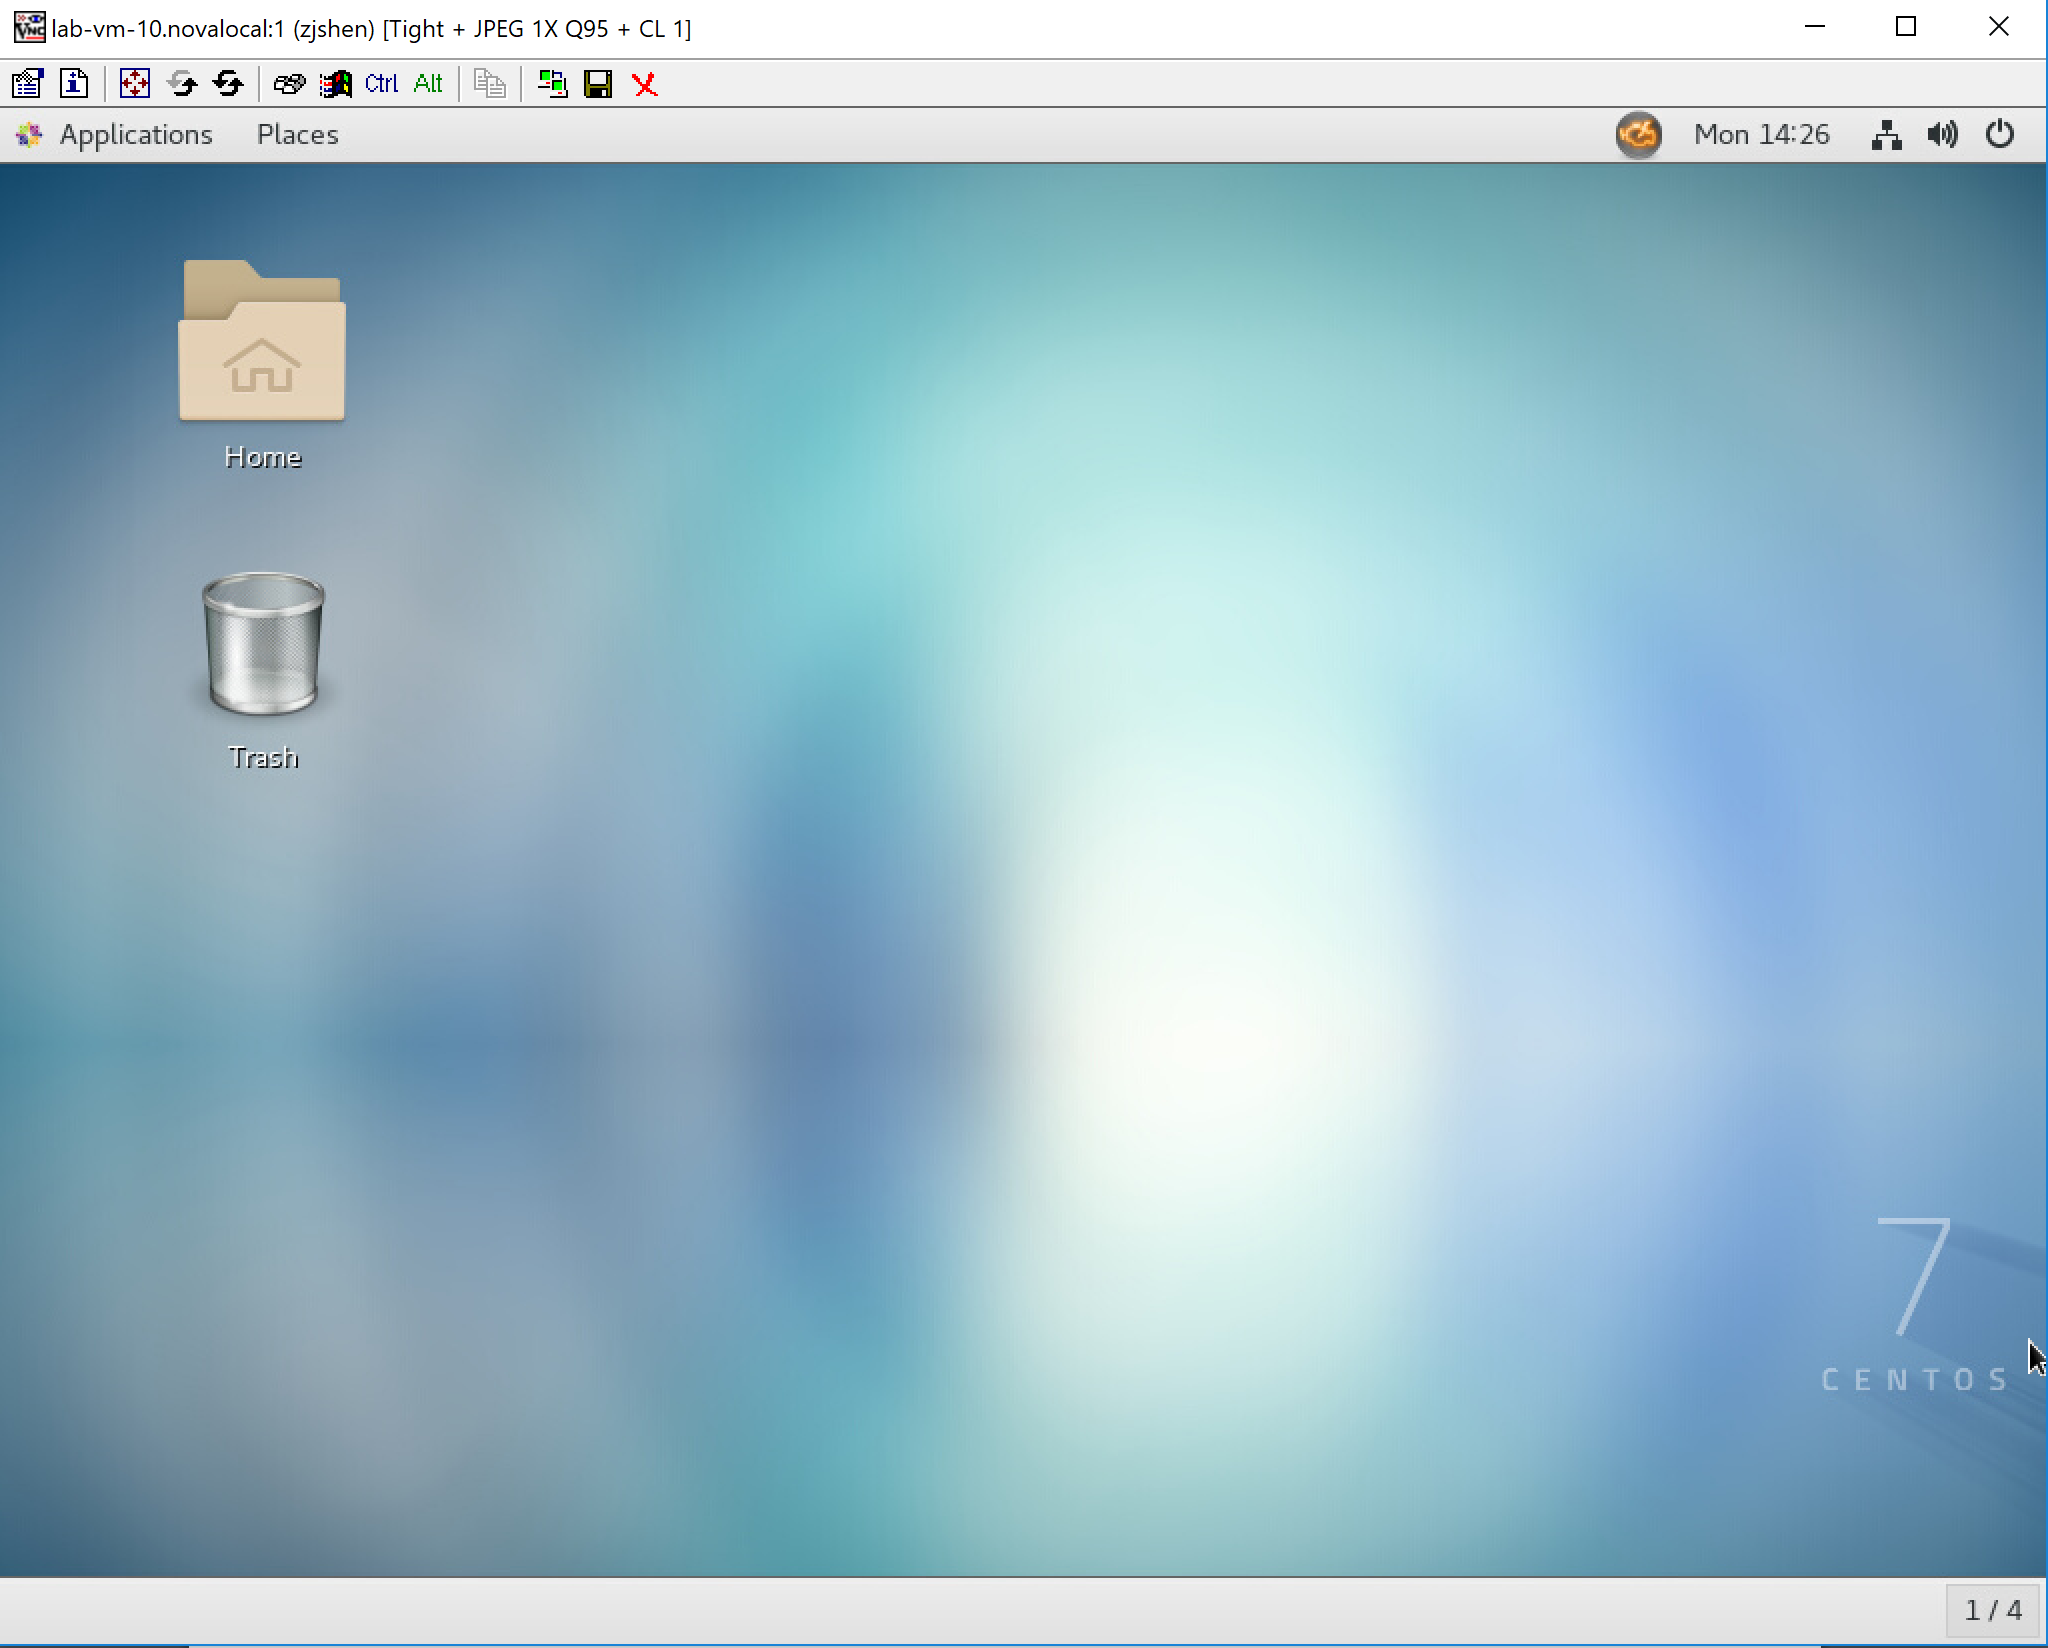 lab-vm-10.novalocal:1 (zjshen) [Tight + JPEG 1X Q95 + CL 1]
Ctrl Alt
Applications Places Mon 14:26
Home
Trash
7
CENTOS
1 / 4